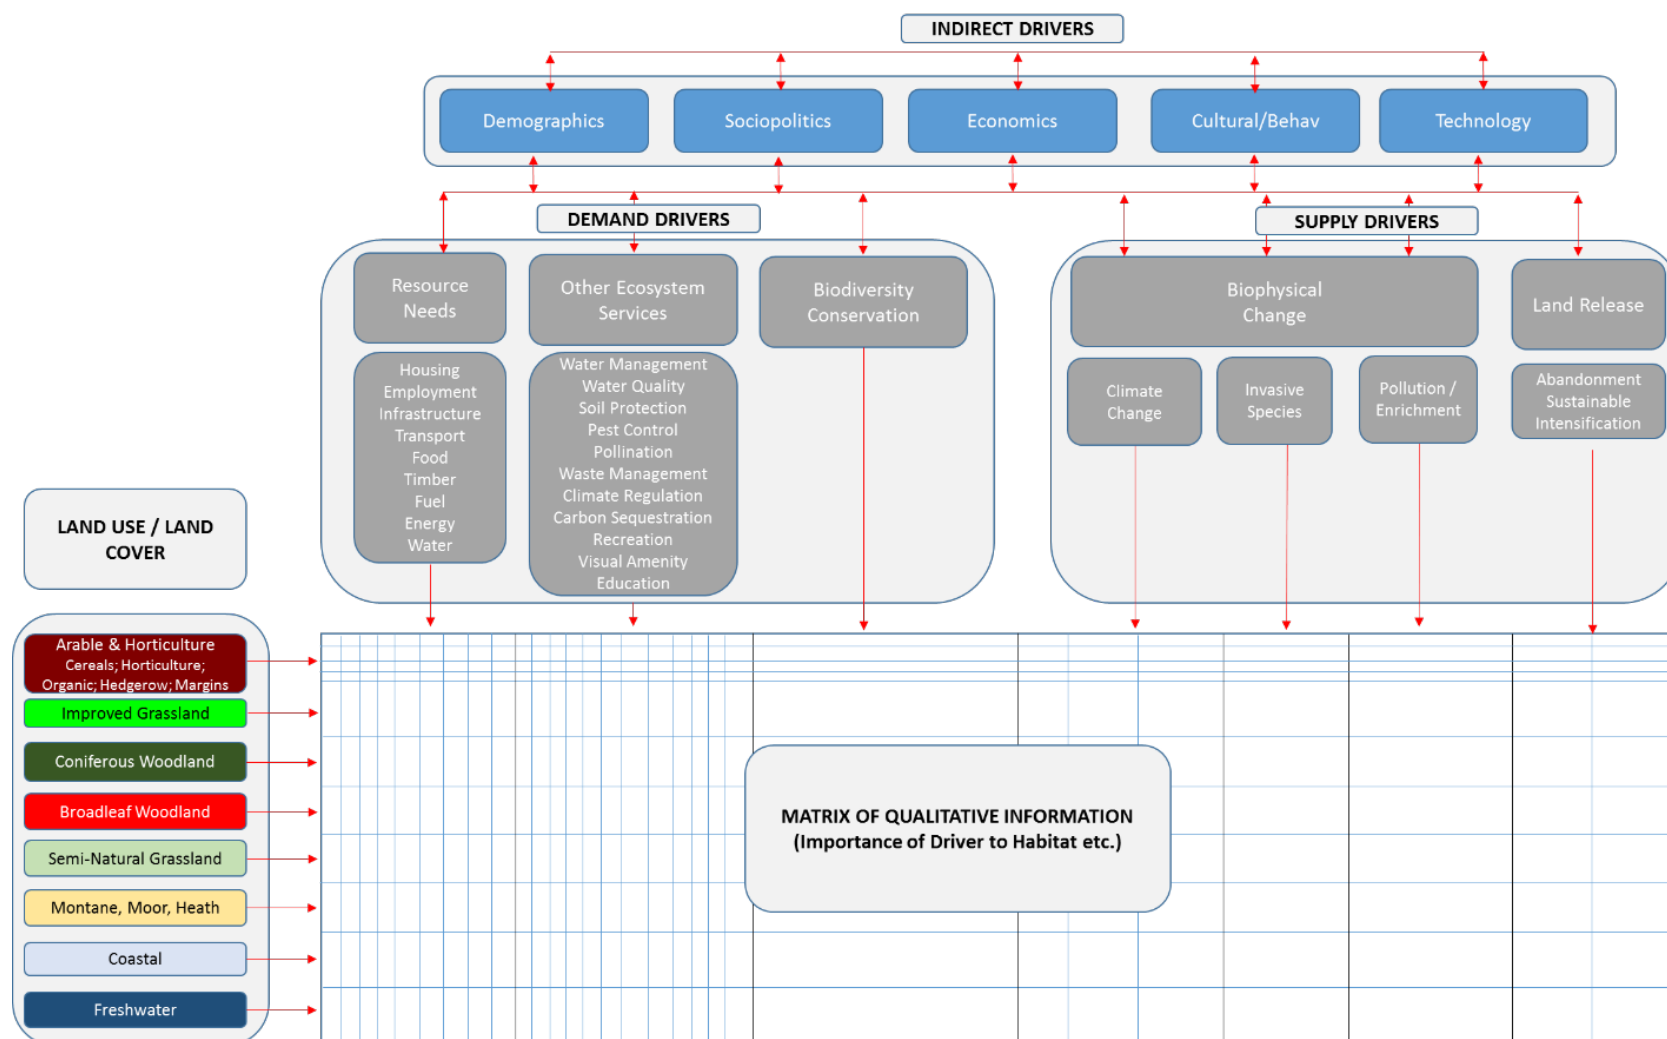 INDIRECT DRIVERS
Demographics
Sociopolitics
Economics
Cultural/Behav
Technology
DEMAND DRIVERS
SUPPLY DRIVERS
Resource
Needs
Other Ecosystem
Services
Biodiversity
Conservation
Biophysical
Change
Land Release
Housing
Employment
Infrastructure
Transport
Food
Timber
Fuel
Energy
Water
Water Management
Water Quality
Soil Protection
Pest Control
Pollination
Waste Management
Climate Regulation
Carbon Sequestration
Recreation
Visual Amenity
Education
Climate
Change
Invasive
Species
Pollution /
Enrichment
Abandonment
Sustainable
Intensification
LAND USE / LAND
COVER
Arable & Horticulture
Cereals; Horticulture;
Organic; Hedgerow; Margins
Improved Grassland
Coniferous Woodland
Broadleaf Woodland
Semi-Natural Grassland
Montane, Moor, Heath
Coastal
Freshwater
MATRIX OF QUALITATIVE INFORMATION
(Importance of Driver to Habitat etc.)